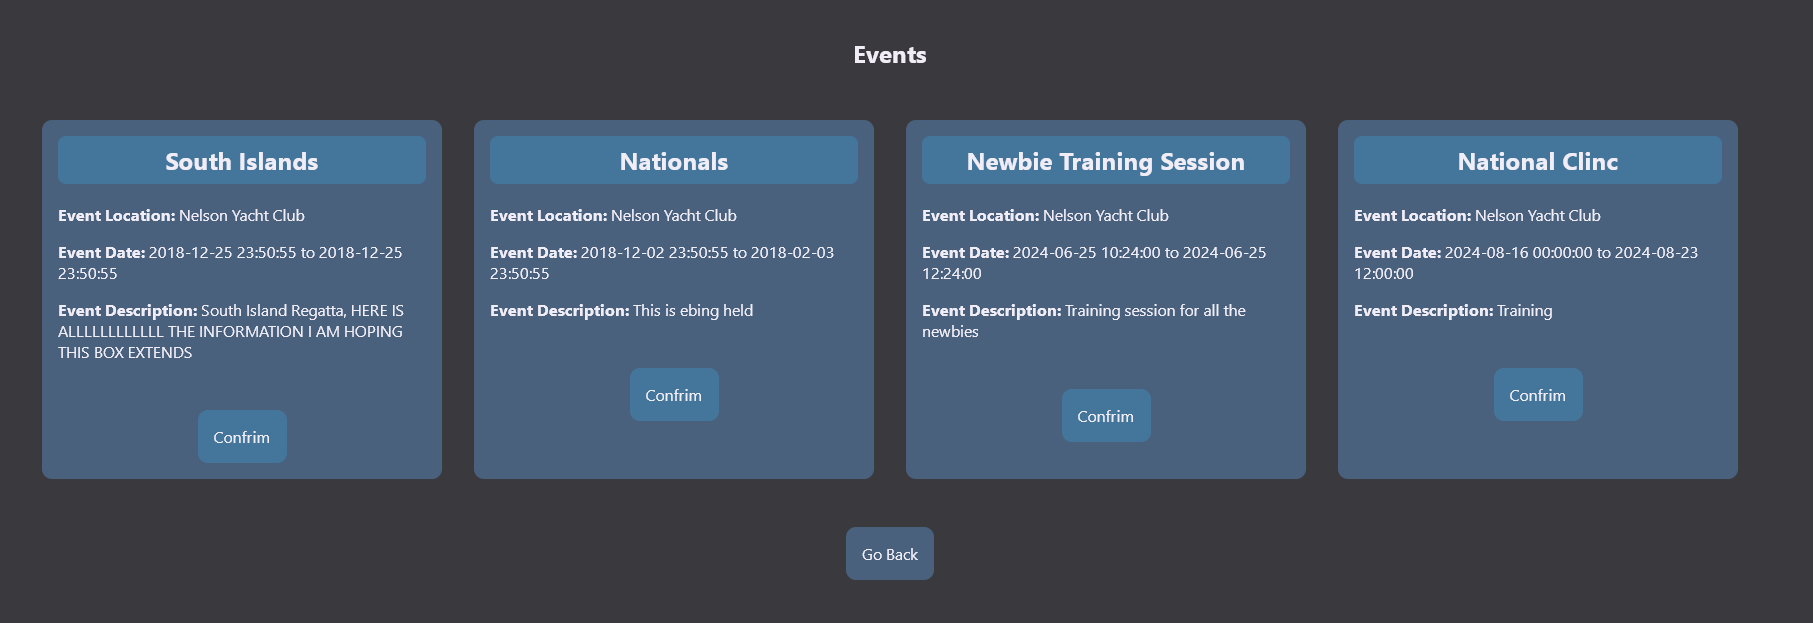 Events
South Islands
Event Location: Nelson Yacht Club
Event Date: 2018-12-25 23:50:55 to 2018-12-25
23:50:55
Event Description: South Island Regatta, HERE IS
ALLLLLLLLLLL THE INFORMATION I AM HOPING
THIS BOX EXTENDS
Confrim
Nationals
Event Location: Nelson Yacht Club
Event Date: 2018-12-02 23:50:55 to 2018-02-03
23:50:55
Event Description: This is ebing held
Confrim
Newbie Training Session
Event Location: Nelson Yacht Club
Event Date: 2024-06-25 10:24:00 to 2024-06-25
12:24:00
Event Description: Training session for all the
newbies
Confrim
National Clinc
Event Location: Nelson Yacht Club
Event Date: 2024-08-16 00:00:00 to 2024-08-23
12:00:00
Event Description: Training
Confrim
Go Back